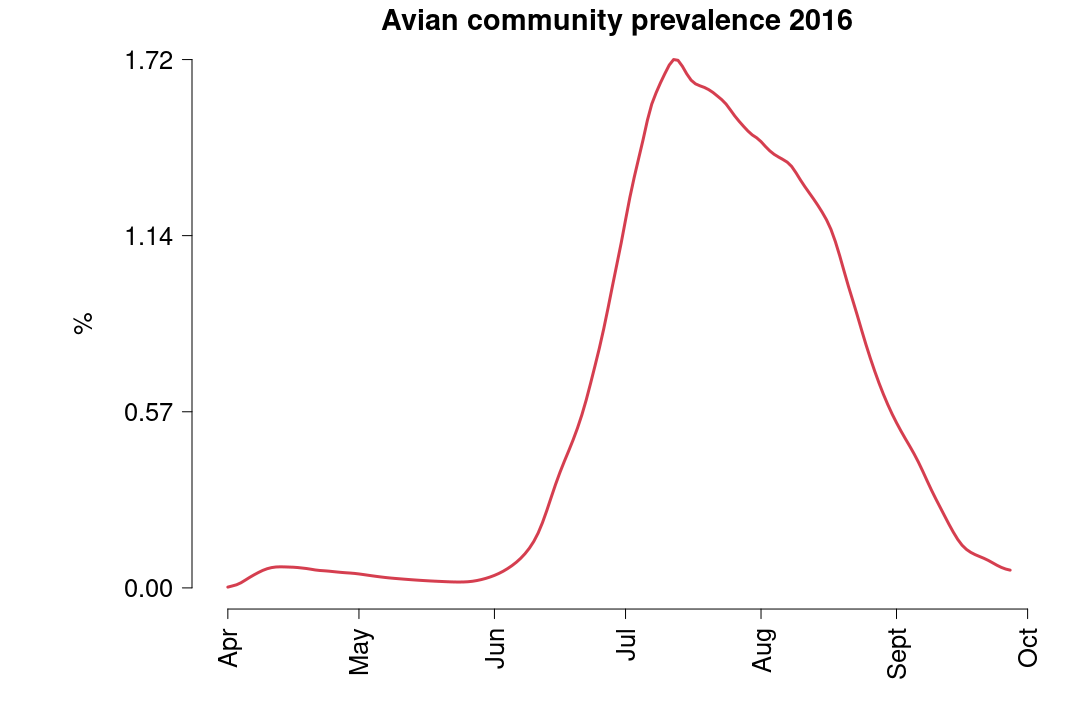 Avian community prevalence 2016
1.72
1.14
0.57
0.00
%
Apr
May
Jun
Jul
Aug
Sept
Oct